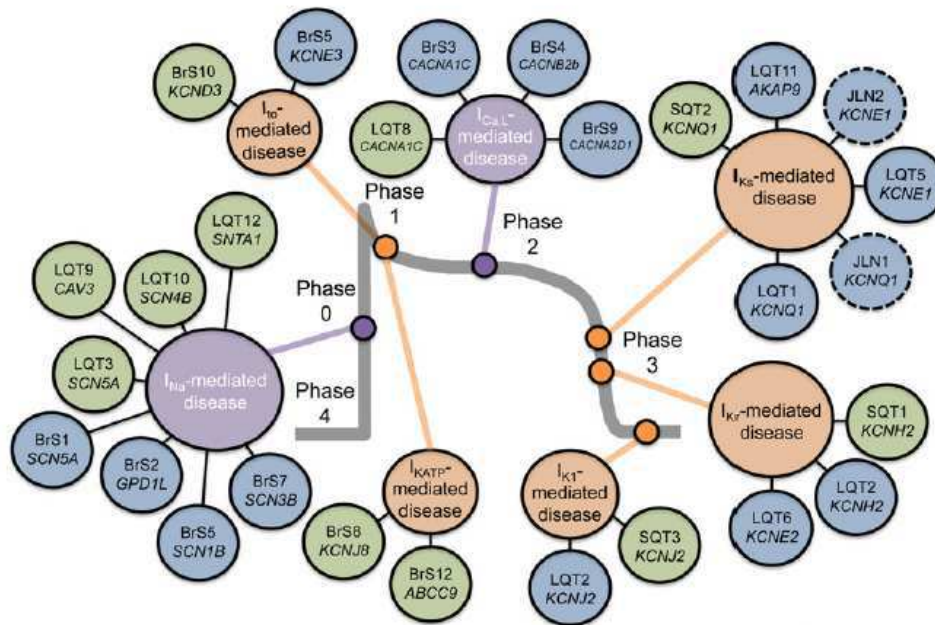 BrS10
KCND3
BrS5
KCNE3
Ito-
mediated
disease
BrS3
CACNA1C
BrS4
CACNB2b
LQT8
CACNA1C
ICa,L-
mediated
disease
BrS9
CACNA2D1
SQT2
KCNQ1
LQT11
AKAP9
JLN2
KCNE1
IKs-mediated
disease
LQT5
KCNE1
JLN1
KCNQ1
LQT1
KCNQ1
Phase
1
Phase
2
Phase
0
Phase
3
Phase
4
LQT12
SNTA1
LQT9
CAV3
LQT10
SCN4B
LQT3
SCN5A
INa-mediated
disease
BrS1
SCN5A
BrS2
GPD1L
BrS7
SCN3B
BrS5
SCN1B
IKATP-
mediated
disease
BrS8
KCNJ8
BrS12
ABCC9
IK1-
mediated
disease
SQT3
KCNJ2
LQT2
KCNJ2
IKr-mediated
disease
SQT1
KCNH2
LQT2
KCNH2
LQT6
KCNE2